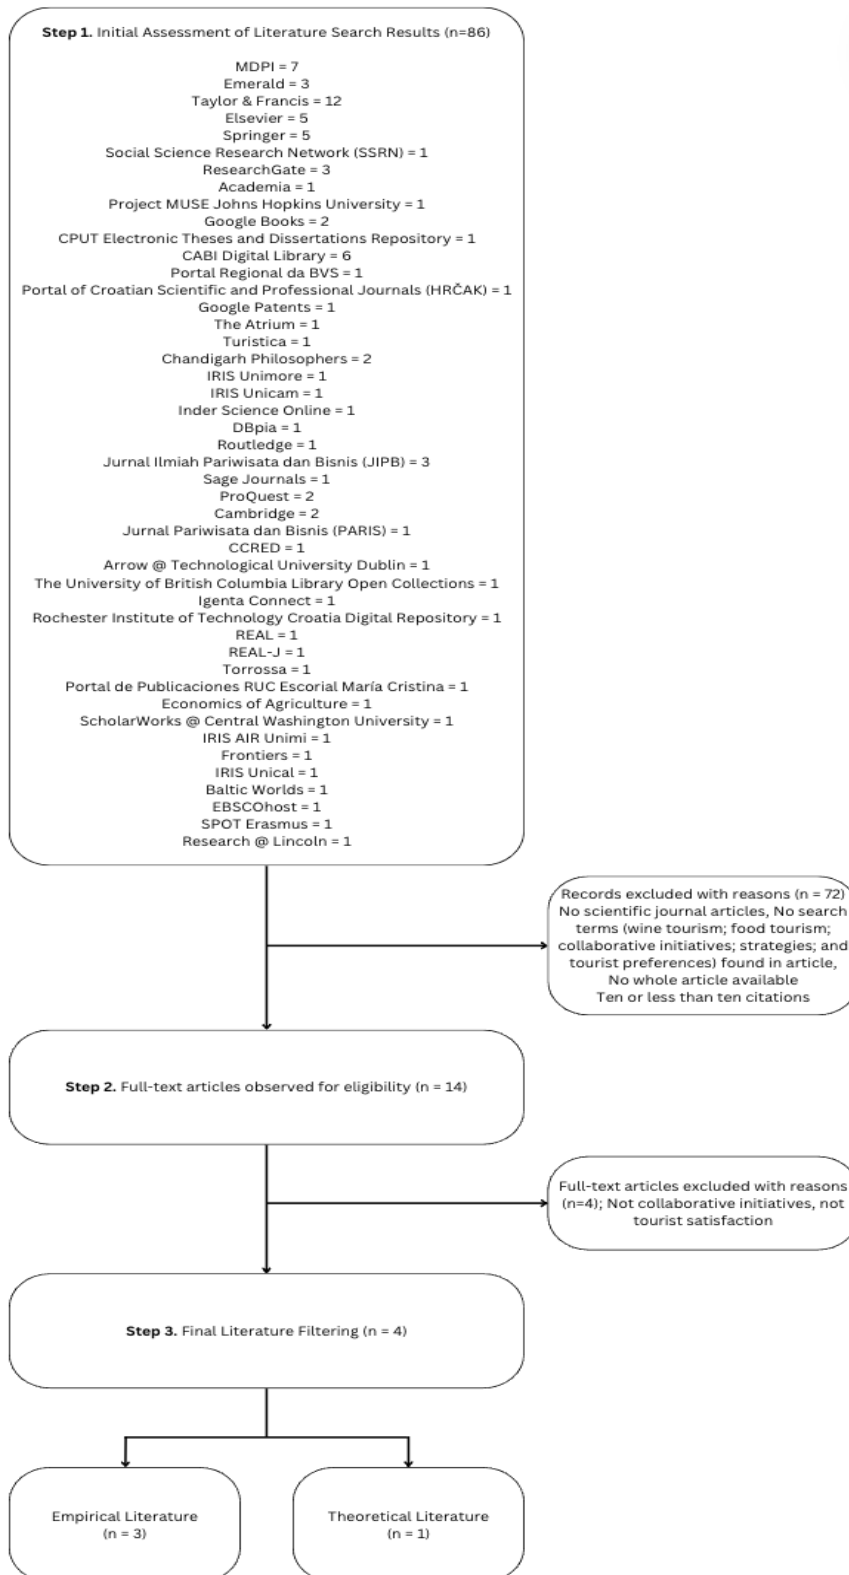 Step 1. Initial Assessment of Literature Search Results (n=86)
MDPI = 7
Emerald = 3
Taylor & Francis = 12
Elsevier = 5
Springer = 5
Social Science Research Network (SSRN) = 1
ResearchGate = 3
Academia = 1
Project MUSE Johns Hopkins University = 1
Google Books = 2
CPUT Electronic Theses and Dissertations Repository = 1
CABI Digital Library = 6
Portal Regional da BVS = 1
Portal of Croatian Scientific and Professional Journals (HRČAK) = 1
Google Patents = 1
The Atrium = 1
Turistica = 1
Chandigarh Philosophers = 2
IRIS Unimore = 1
IRIS Unicam = 1
Inder Science Online = 1
DBpia = 1
Routledge = 1
Jurnal Ilmiah Pariwisata dan Bisnis (JIPB) = 3
Sage Journals = 1
ProQuest = 2
Cambridge = 2
Jurnal Pariwisata dan Bisnis (PARIS) = 1
CCRED = 1
Arrow @ Technological University Dublin = 1
The University of British Columbia Library Open Collections = 1
Igenta Connect = 1
Rochester Institute of Technology Croatia Digital Repository = 1
REAL = 1
REAL-J = 1
Torrossa = 1
Portal de Publicaciones RUC Escorial María Cristina = 1
Economics of Agriculture = 1
ScholarWorks @ Central Washington University = 1
IRIS AIR Unimi = 1
Frontiers = 1
IRIS Unical = 1
Baltic Worlds = 1
EBSCOhost = 1
SPOT Erasmus = 1
Research @ Lincoln = 1
Records excluded with reasons (n = 72)
No scientific journal articles, No search
terms (wine tourism; food tourism;
collaborative initiatives; strategies; and
tourist preferences) found in article,
No whole article available
Ten or less than ten citations
Step 2. Full-text articles observed for eligibility (n = 14)
Full-text articles excluded with reasons
(n=4); Not collaborative initiatives, not
tourist satisfaction
Step 3. Final Literature Filtering (n = 4)
Empirical Literature
(n = 3)
Theoretical Literature
(n = 1)